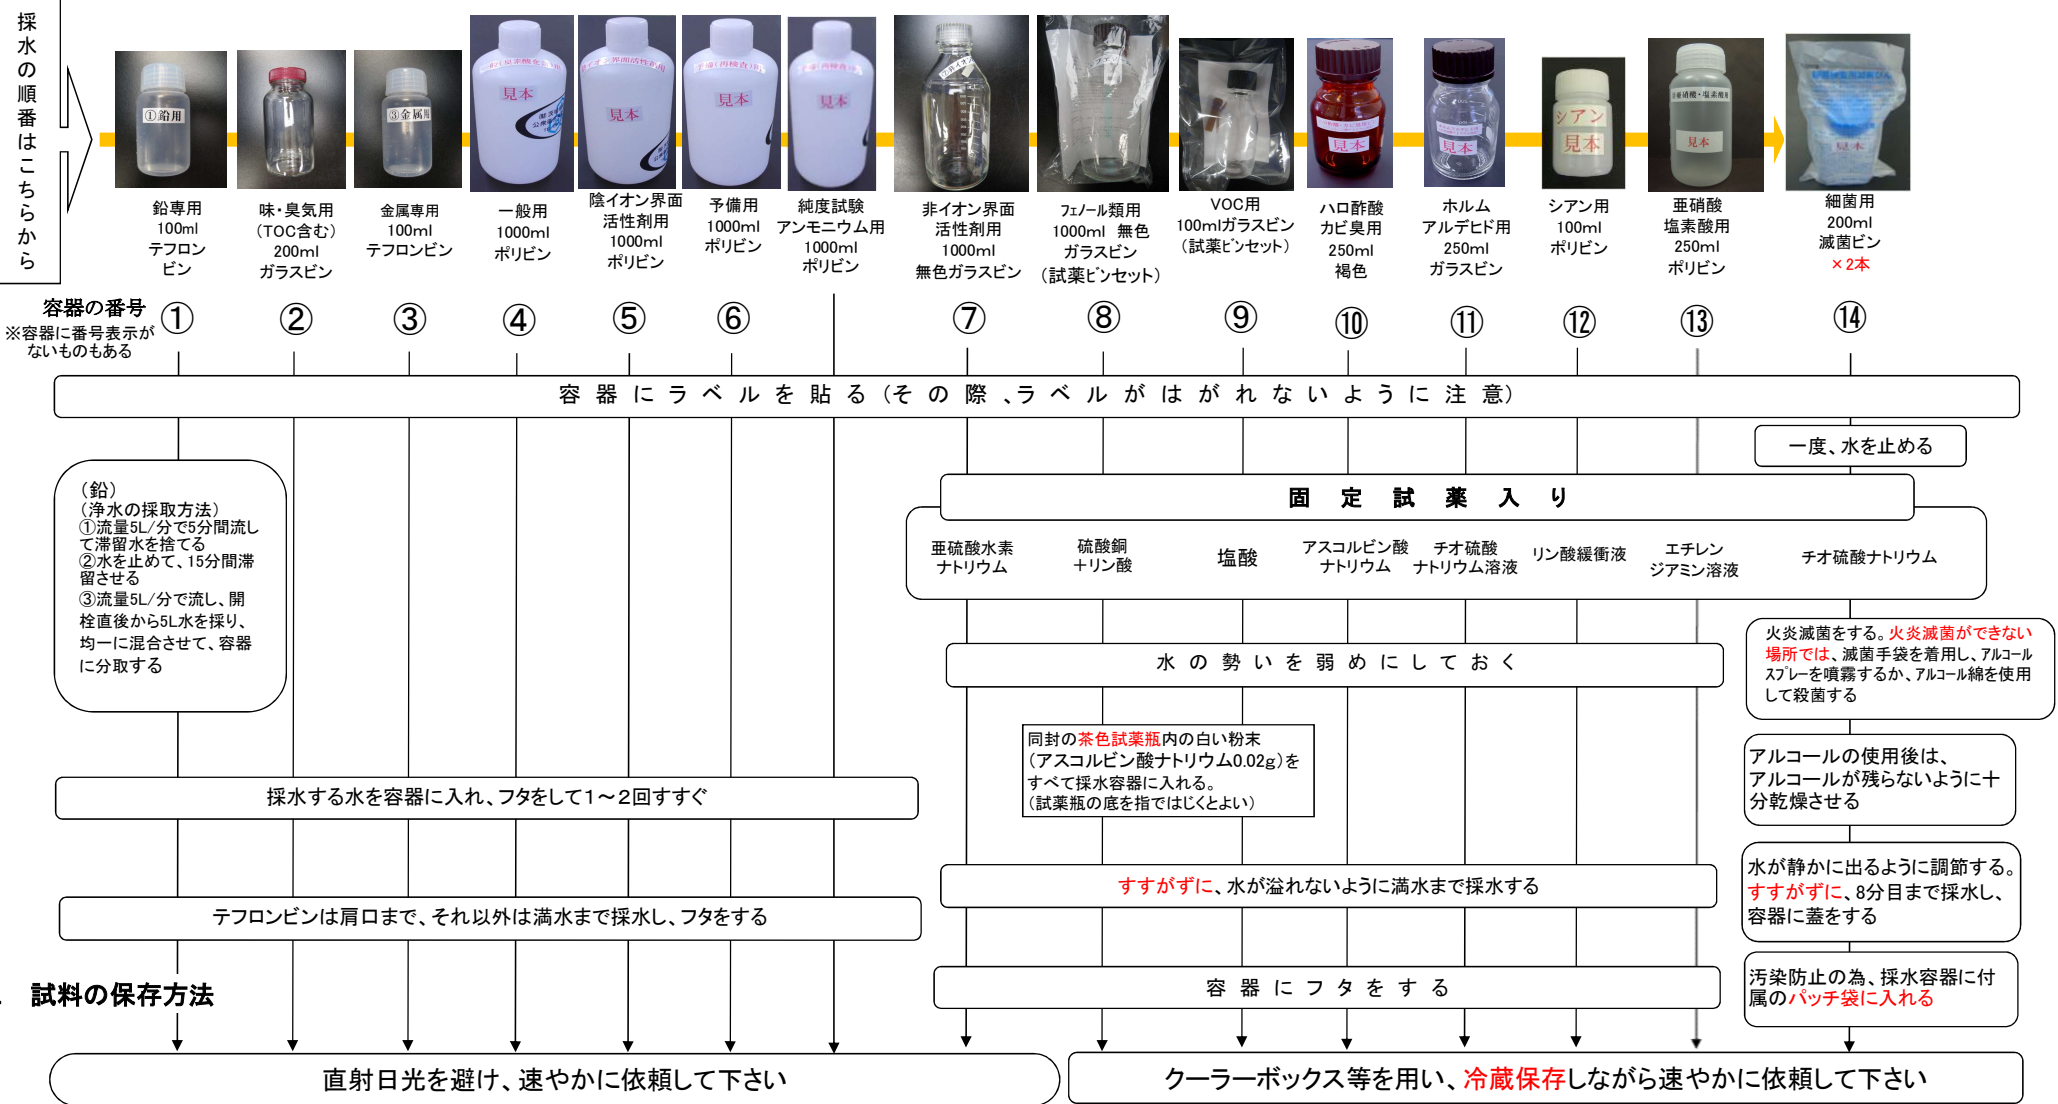 採水の順番はこちらから
①鉛用
③金属用
見本
見本
見本
見本
シアン
見本
見本
見本
見本
見本
鉛専用
100ml
テフロン
ビン
味・臭気用
(TOC含む)
200ml
ガラスビン
金属専用
100ml
テフロンビン
一般用
1000ml
ポリビン
陰イオン界面
活性剤用
1000ml
ポリビン
予備用
1000ml
ポリビン
純度試験
アンモニウム用
1000ml
ポリビン
非イオン界面
活性剤用
1000ml
無色ガラスビン
フェノール類用
1000ml 無色
ガラスビン
(試薬ビンセット)
VOC用
100mlガラスビン
(試薬ビンセット)
ハロ酢酸
カビ臭用
250ml
褐色
ホルム
アルデヒド用
250ml
ガラスビン
シアン用
100ml
ポリビン
亜硝酸
塩素酸用
250ml
ポリビン
細菌用
200ml
滅菌ビン
×2本
容器の番号
※容器に番号表示が
ないものもある
① ② ③ ④ ⑤ ⑥ ⑦ ⑧ ⑨ ⑩ ⑪ ⑫ ⑬ ⑭
容器にラベルを貼る(その際、ラベルがはがれないように注意)
一度、水を止める
(鉛)
(浄水の採取方法)
①流量5L/分で5分間流し
て滞留水を捨てる
②水を止めて、15分間滞
留させる
③流量5L/分で流し、開
栓直後から5L水を採り、
均一に混合させて、容器
に分取する
固定試薬入り
亜硫酸水素
ナトリウム
硫酸銅
+リン酸
塩酸
アスコルビン酸
ナトリウム
チオ硫酸
ナトリウム溶液
リン酸緩衝液
エチレン
ジアミン溶液
チオ硫酸ナトリウム
水の勢いを弱めにしておく
火炎滅菌をする。火炎滅菌ができない
場所では、滅菌手袋を着用し、アルコール
スプレーを噴霧するか、アルコール綿を使用
して殺菌する
同封の茶色試薬瓶内の白い粉末
(アスコルビン酸ナトリウム0.02g)を
すべて採水容器に入れる。
(試薬瓶の底を指ではじくとよい)
アルコールの使用後は、
アルコールが残らないように十
分乾燥させる
採水する水を容器に入れ、フタをして1~2回すすぐ
すすがずに、水が溢れないように満水まで採水する
水が静かに出るように調節する。
すすがずに、8分目まで採水し、
容器に蓋をする
テフロンビンは肩口まで、それ以外は満水まで採水し、フタをする
容器にフタをする
汚染防止の為、採水容器に付
属のパッチ袋に入れる
試料の保存方法
直射日光を避け、速やかに依頼して下さい
クーラーボックス等を用い、冷蔵保存しながら速やかに依頼して下さい